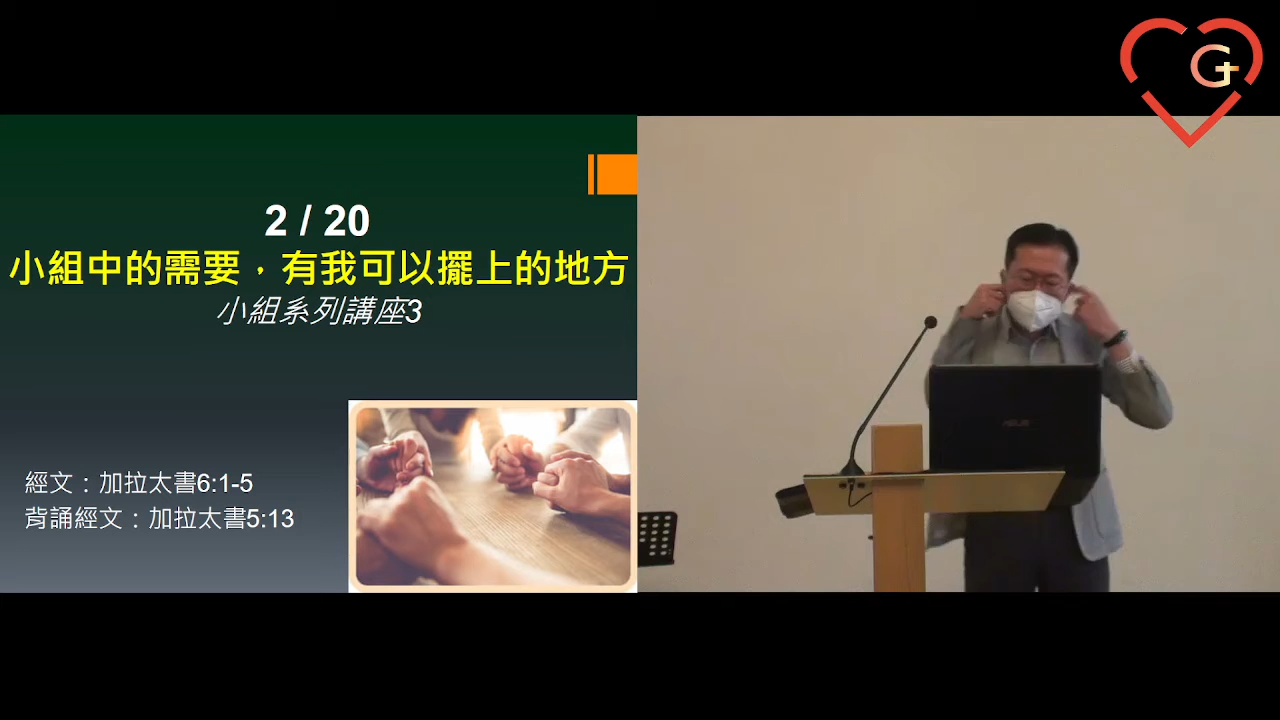 2 / 20
小組中的需要，有我可以擺上的地方
小組系列講座3
經文：加拉太書6:1-5
背誦經文：加拉太書5:13
G
ASUS